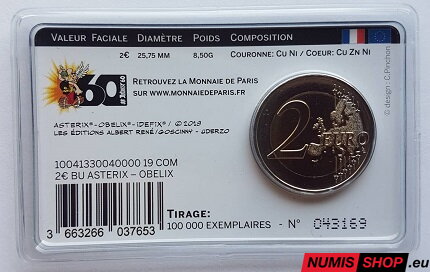 VALEUR FACIALE DIAMÈTRE POIDS COMPOSITION
2€ 25,75 MM 8,50G COURONNE: CU NI / COEUR: CU ZN NI
60
RETROUVEZ LA MONNAIE DE PARIS
SUR WWW.MONNAIEDEPARIS.FR
© design : C.Pinchon
ASTERIX®-OBELIX®-IDEFIX®/ © 2019
LES ÉDITIONS ALBERT RENÉ/GOSCINNY - UDERZO
2 EURO
10041330040000 19 COM
2€ BU ASTERIX – OBELIX
3 663266 037653
TIRAGE:
100 000 EXEMPLAIRES - N° 043169
NUMIS SHOP.eu